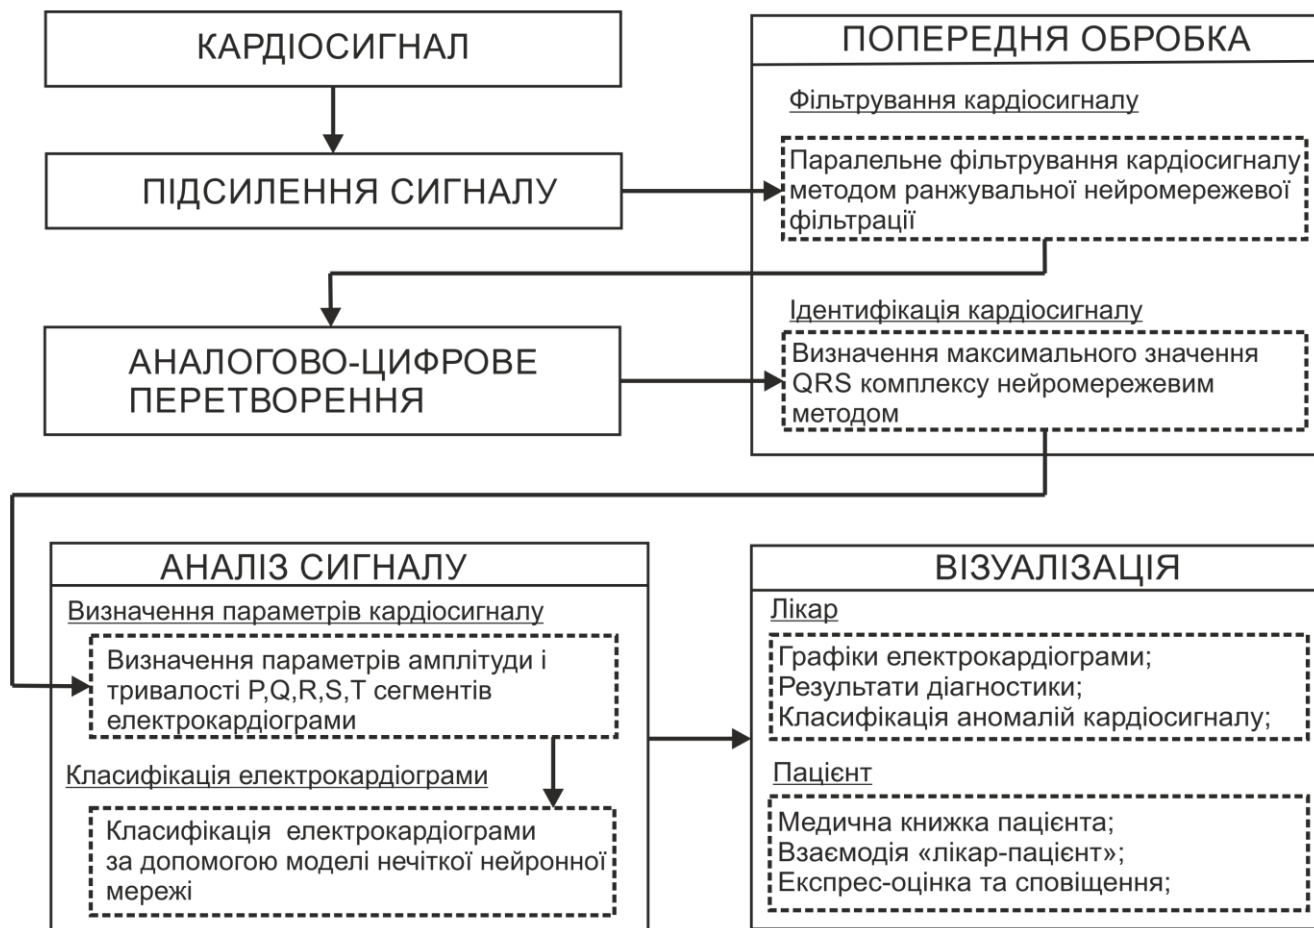 КАРДІОСИГНАЛ
ПІДСИЛЕННЯ СИГНАЛУ
ПОПЕРЕДНЯ ОБРОБКА
Фільтрування кардіосигналу
Паралельне фільтрування кардіосигналу
методом ранжувальної нейромережевої
фільтрації
АНАЛОГОВО-ЦИФРОВЕ
ПЕРЕТВОРЕННЯ
Ідентифікація кардіосигналу
Визначення максимального значення
QRS комплексу нейромережевим
методом
АНАЛІЗ СИГНАЛУ
Визначення параметрів кардіосигналу
Визначення параметрів амплітуди і
тривалості P,Q,R,S,T сегментів
електрокардіограми
Класифікація електрокардіограми
Класифікація електрокардіограми
за допомогою моделі нечіткої нейронної
мережі
ВІЗУАЛІЗАЦІЯ
Лікар
Графіки електрокардіограми;
Результати діагностики;
Класифікація аномалій кардіосигналу;
Пацієнт
Медична книжка пацієнта;
Взаємодія «лікар-пацієнт»;
Експрес-оцінка та сповіщення;